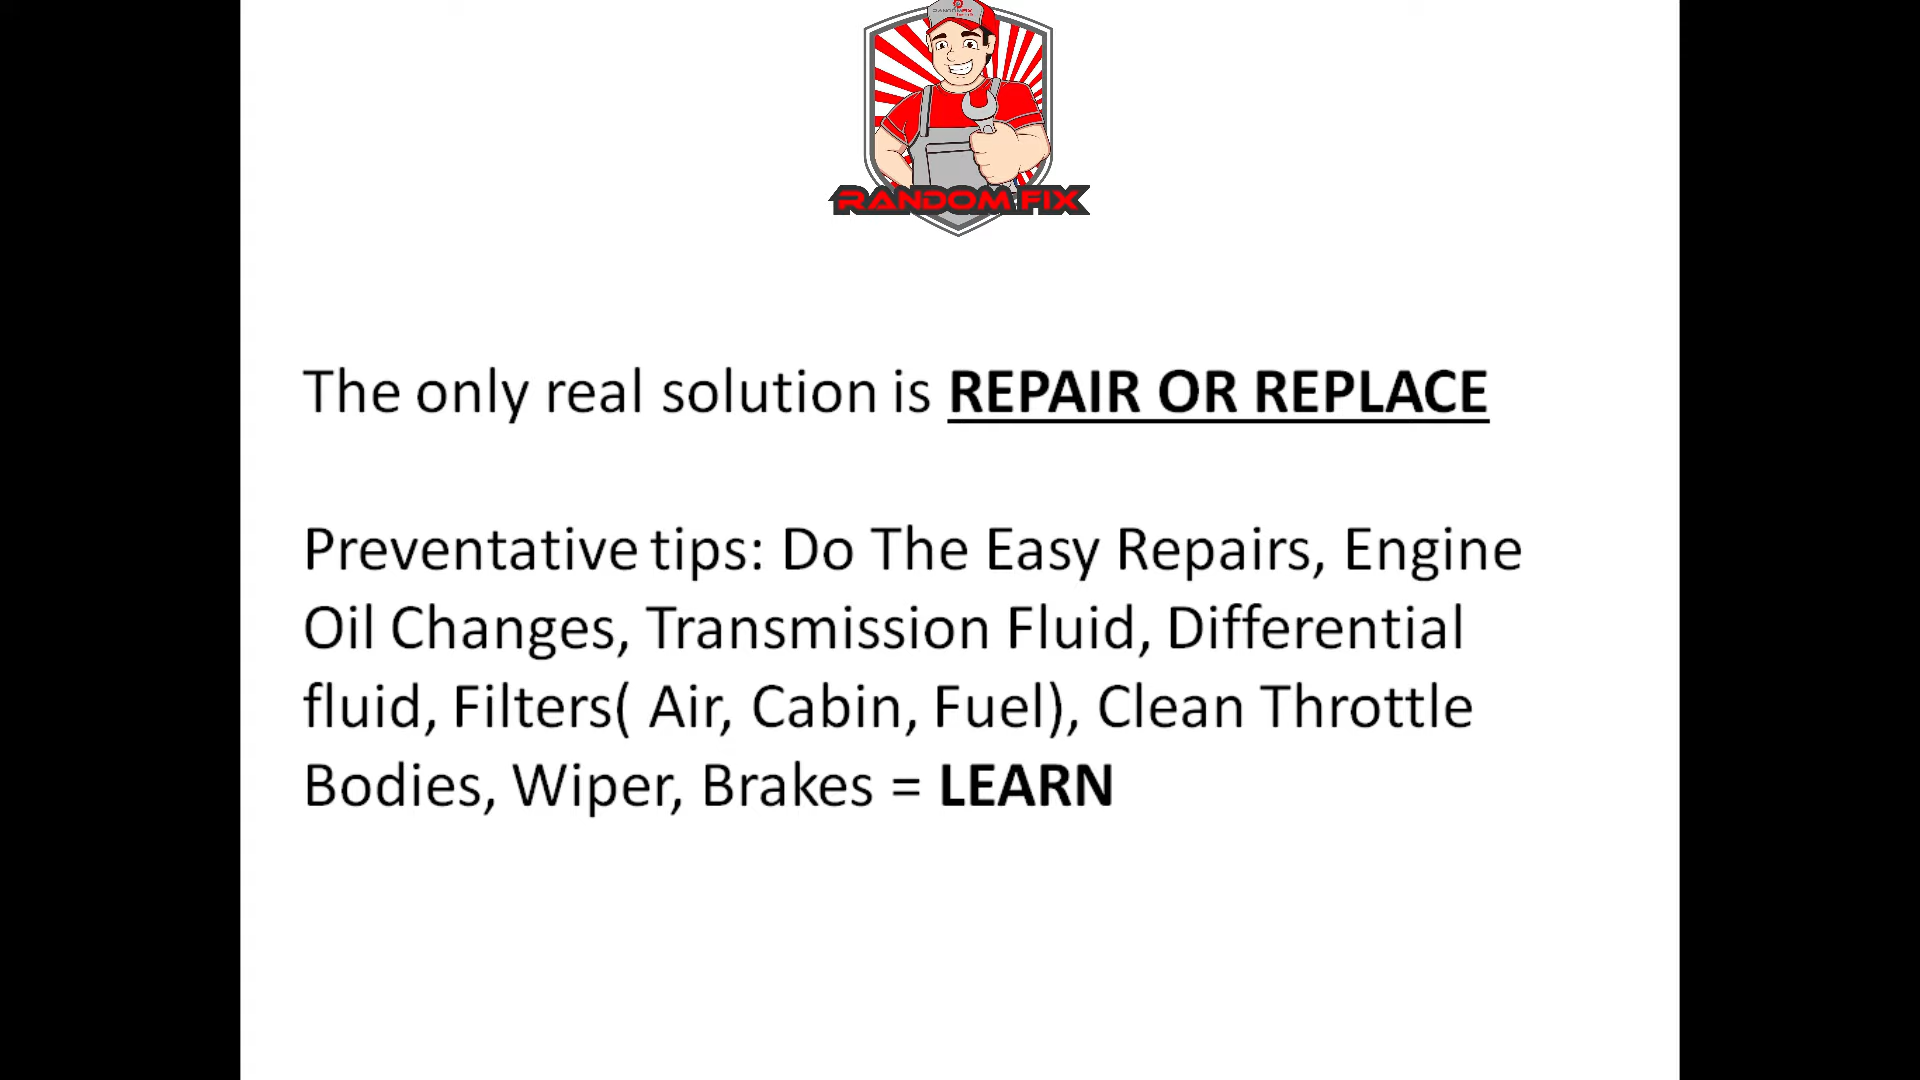 RANDOM FIX
The only real solution is REPAIR OR REPLACE
Preventative tips: Do The Easy Repairs, Engine
Oil Changes, Transmission Fluid, Differential
fluid, Filters( Air, Cabin, Fuel), Clean Throttle
Bodies, Wiper, Brakes = LEARN